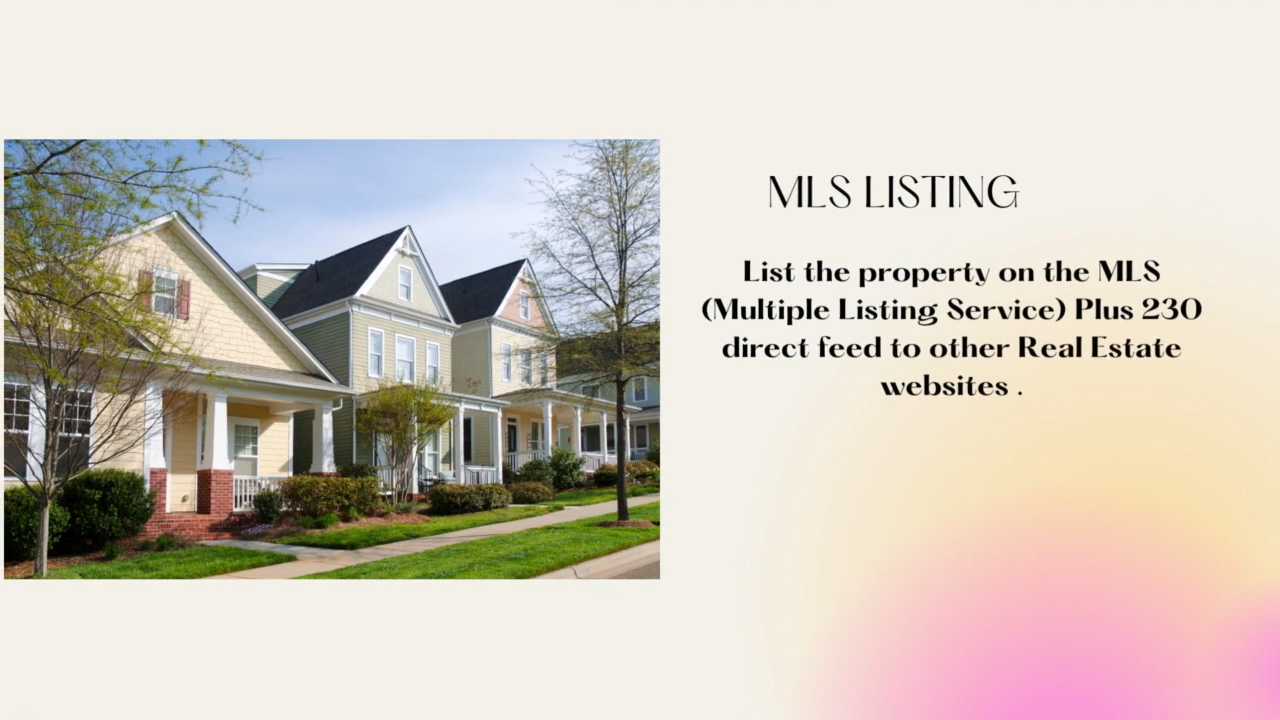 MLS LISTING
List the property on the MLS
(Multiple Listing Service) Plus 230
direct feed to other Real Estate
websites .